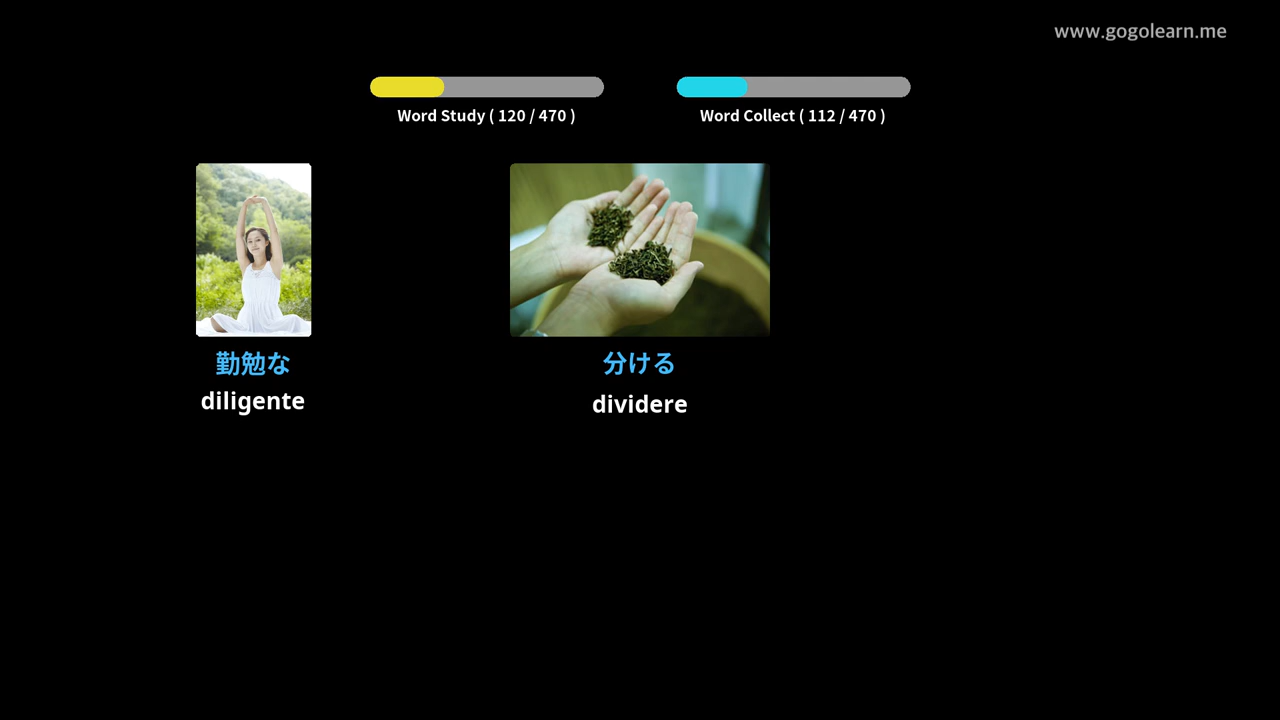 www.gogolearn.me
Word Study ( 120 / 470 )
Word Collect ( 112 / 470 )
勤勉な
diligente
分ける
dividere